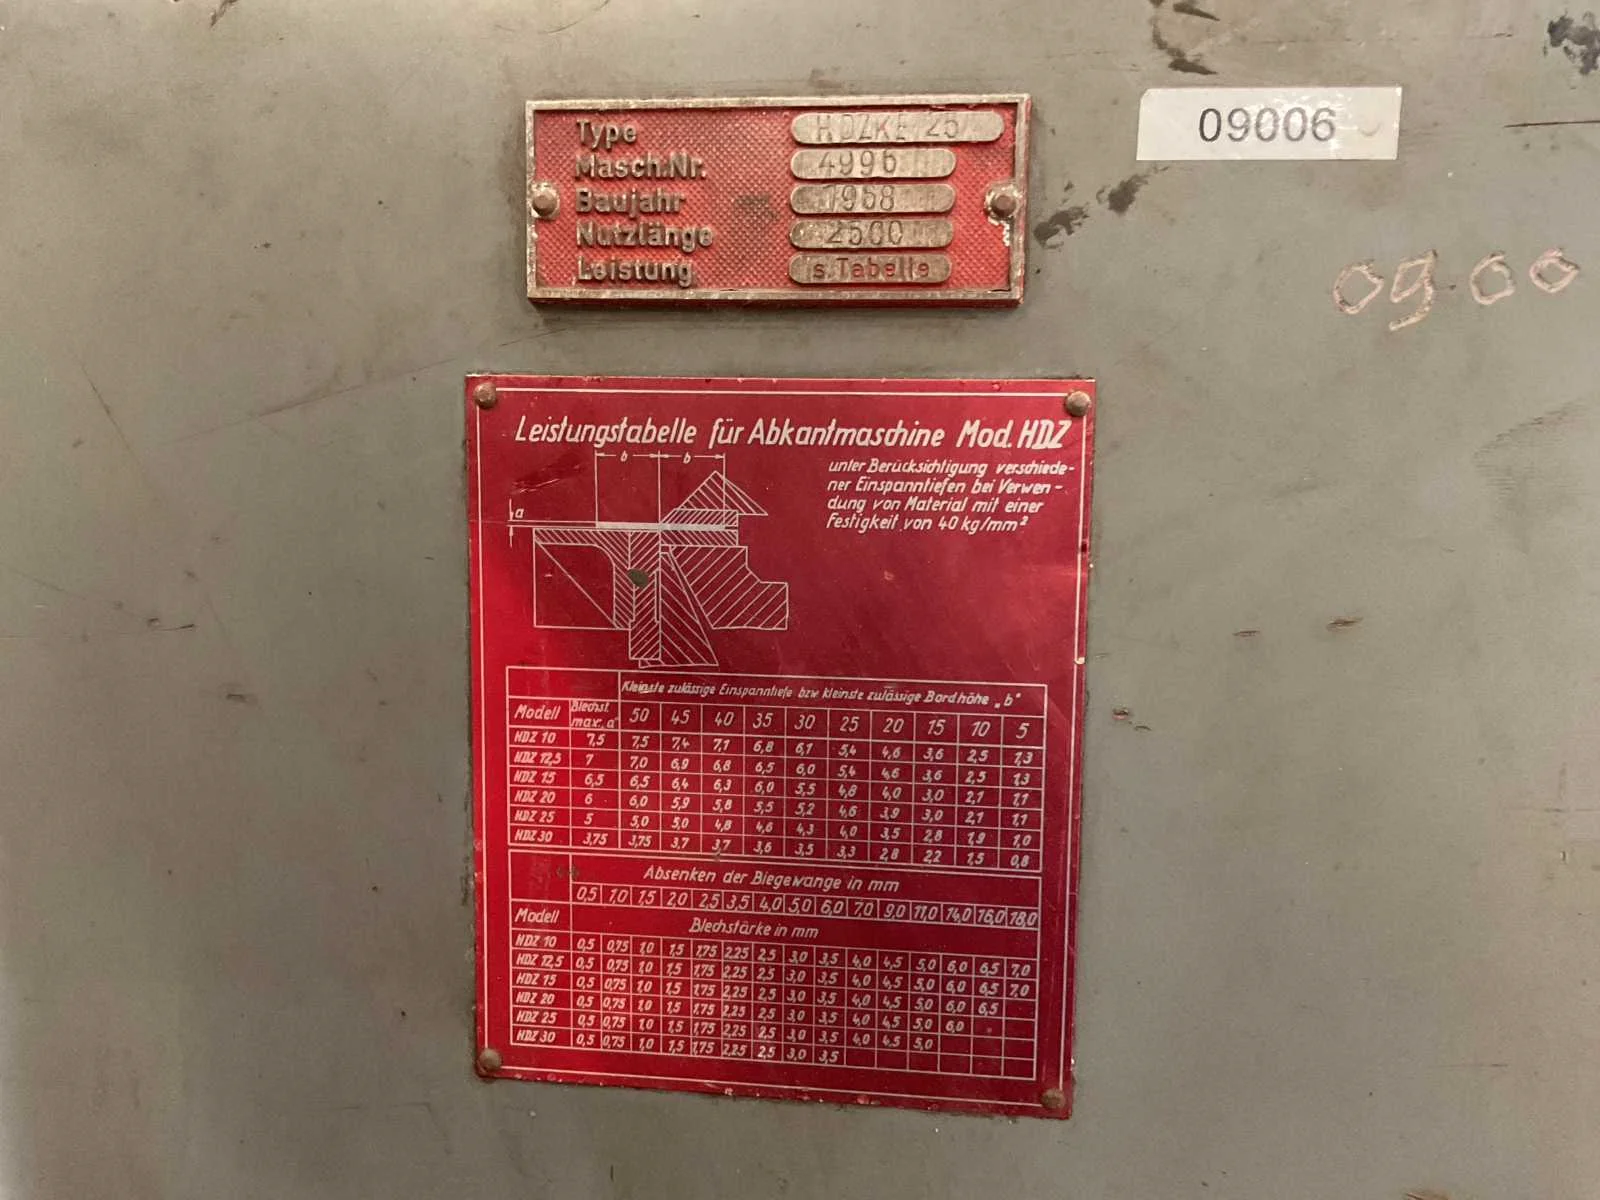 Type HDZKE 25
Masch.Nr. 4996
Baujahr 1968
Nutzlänge 2500
Leistung s. Tabelle
09006
0900
Leistungstabelle für Abkantmaschine Mod. HDZ
unter Berücksichtigung verschiede-
ner Einspanntiefen bei Verwen-
dung von Material mit einer
Festigkeit von 40 kg/mm²
b b
a
Kleinste zulässige Einspanntiefe bzw kleinste zulässige Bordhöhe „b"
Modell Blechst. max. „a" 50 45 40 35 30 25 20 15 10 5
HDZ 10 7,5 7,5 7,4 7,1 6,8 6,1 5,4 4,6 3,6 2,5 1,3
HDZ 12,5 7 7,0 6,9 6,8 6,5 6,0 5,4 4,6 3,6 2,5 1,3
HDZ 15 6,5 6,5 6,4 6,3 6,0 5,5 4,8 4,0 3,0 2,1 1,1
HDZ 20 6 6,0 5,9 5,8 5,5 5,2 4,6 3,9 3,0 2,1 1,1
HDZ 25 5 5,0 5,0 4,8 4,6 4,3 4,0 3,5 2,8 1,9 1,0
HDZ 30 3,75 3,75 3,7 3,7 3,6 3,5 3,3 2,8 2,2 1,5 0,8
Absenken der Biegewange in mm
0,5 1,0 1,5 2,0 2,5 3,5 4,0 5,0 6,0 7,0 9,0 11,0 14,0 16,0 18,0
Modell Blechstärke in mm
HDZ 10 0,5 0,75 1,0 1,5 1,75 2,25 2,5 3,0 3,5 4,0 4,5 5,0 6,0 6,5 7,0
HDZ 12,5 0,5 0,75 1,0 1,5 1,75 2,25 2,5 3,0 3,5 4,0 4,5 5,0 6,0 6,5 7,0
HDZ 15 0,5 0,75 1,0 1,5 1,75 2,25 2,5 3,0 3,5 4,0 4,5 5,0 6,0 6,5
HDZ 20 0,5 0,75 1,0 1,5 1,75 2,25 2,5 3,0 3,5 4,0 4,5 5,0 6,0
HDZ 25 0,5 0,75 1,0 1,5 1,75 2,25 2,5 3,0 3,5 4,0 4,5 5,0
HDZ 30 0,5 0,75 1,0 1,5 1,75 2,25 2,5 3,0 3,5